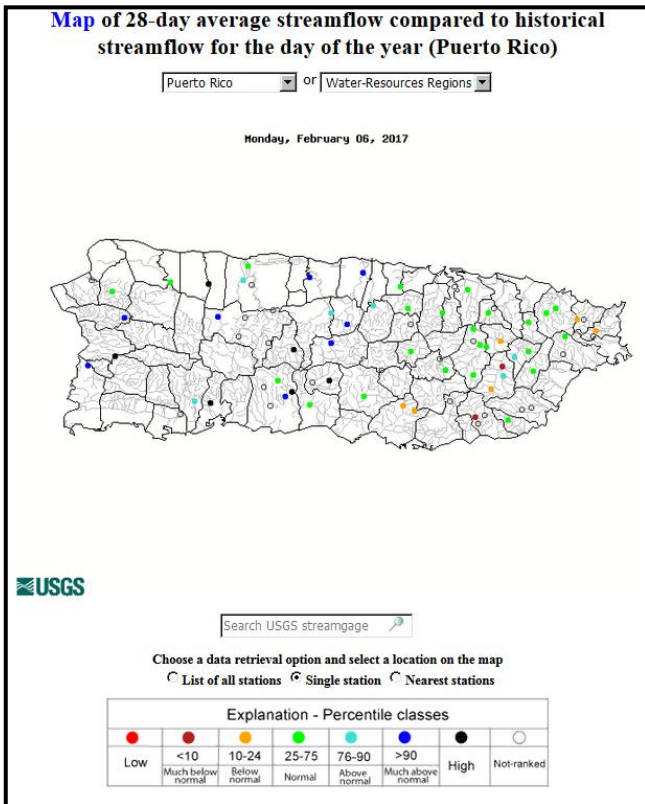 Map of 28-day average streamflow compared to historical
streamflow for the day of the year (Puerto Rico)
Puerto Rico or Water-Resources Regions
Monday, February 06, 2017
USGS
Search USGS streamgage
Choose a data retrieval option and select a location on the map
List of all stations Single station Nearest stations
Explanation - Percentile classes
Low <10 10-24 25-75 76-90 >90 High Not-ranked
Much below normal Below normal Normal Above normal Much above normal